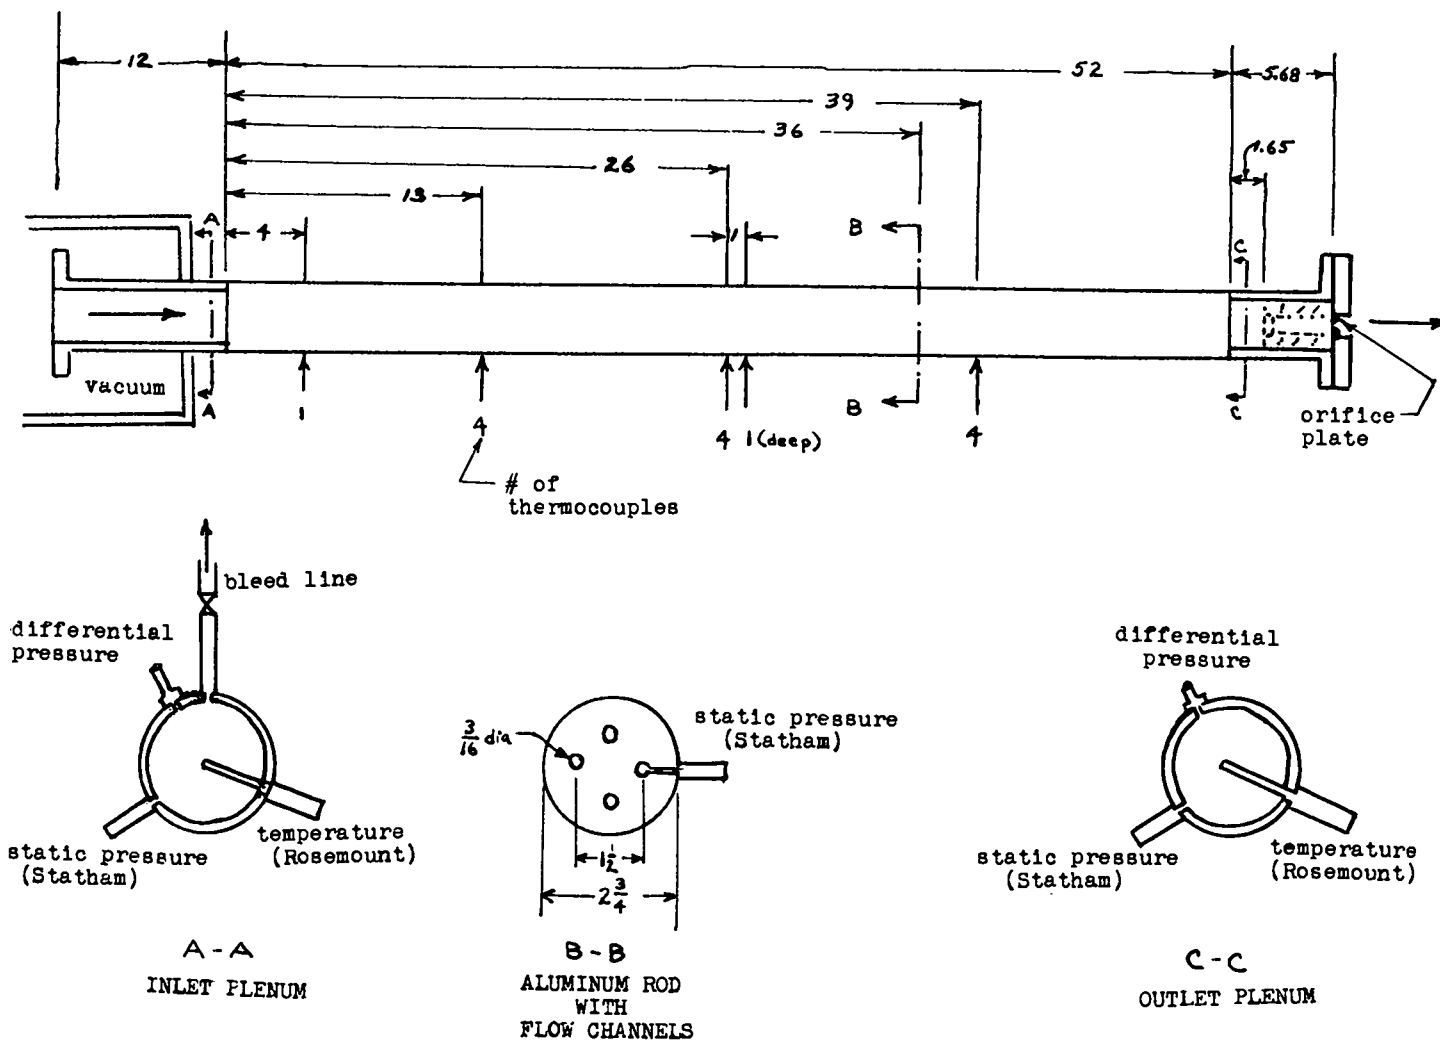 12
52
5.68
39
36
1.65
26
13
A
4
1
B
C
vacuum
A
1
4
4
1 (deep)
B
4
C
orifice
plate
# of
thermocouples
bleed line
differential
pressure
static pressure
(Statham)
temperature
(Rosemount)
A-A
INLET PLENUM
3/16 dia
static pressure
(Statham)
1 1/2
2 3/4
B-B
ALUMINUM ROD
WITH
FLOW CHANNELS
differential
pressure
static pressure
(Statham)
temperature
(Rosemount)
C-C
OUTLET PLENUM